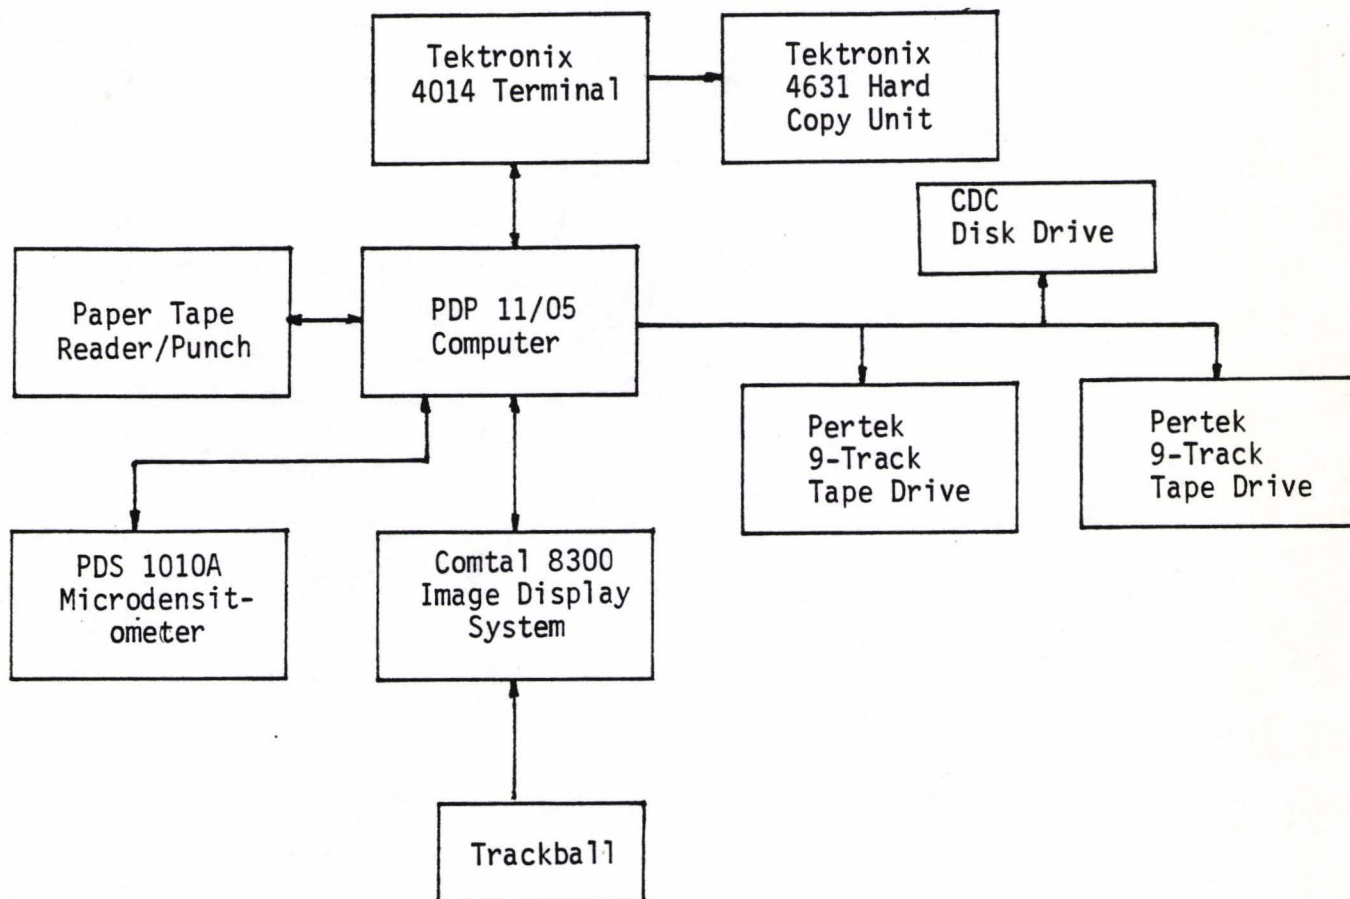 Tektronix
4014 Terminal
Tektronix
4631 Hard
Copy Unit
CDC
Disk Drive
Paper Tape
Reader/Punch
PDP 11/05
Computer
Pertek
9-Track
Tape Drive
Pertek
9-Track
Tape Drive
PDS 1010A
Microdensit-
ometer
Comtal 8300
Image Display
System
Trackball